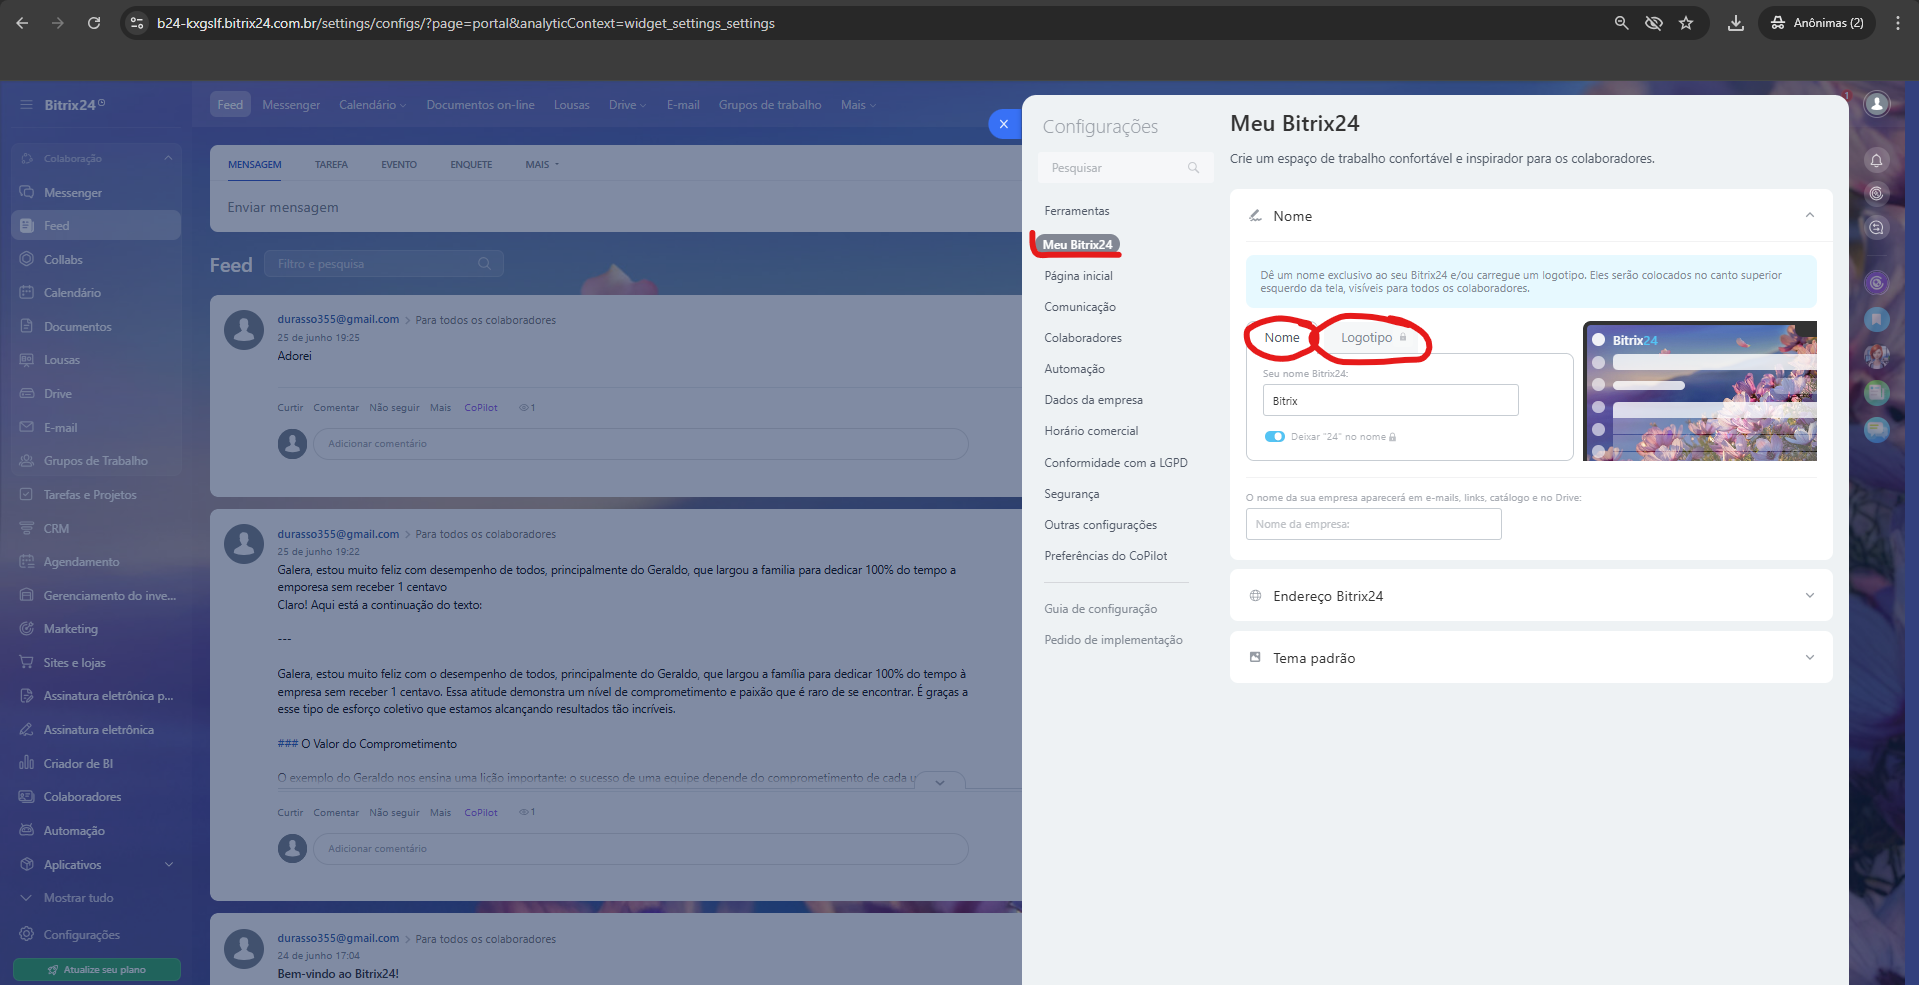 b24-kxgslf.bitrix24.com.br/settings/configs/?page=portal&analyticContext=widget_settings_settings
Anônimas (2)
Bitrix24
Colaboração
Messenger
Feed
Collabs
Calendário
Documentos
Lousas
Drive
E-mail
Grupos de Trabalho
Tarefas e Projetos
CRM
Agendamento
Gerenciamento do inve...
Marketing
Sites e lojas
Assinatura eletrônica p...
Assinatura eletrônica
Criador de BI
Colaboradores
Automação
Aplicativos
Mostrar tudo
Configurações
Atualize seu plano
Feed Messenger Calendário Documentos on-line Lousas Drive E-mail Grupos de trabalho Mais
MENSAGEM TAREFA EVENTO ENQUETE MAIS
Enviar mensagem
Feed
Filtro e pesquisa
durasso355@gmail.com > Para todos os colaboradores
25 de junho 19:25
Adorei
Curtir Comentar Não seguir Mais CoPilot 1
Adicionar comentário
durasso355@gmail.com > Para todos os colaboradores
25 de junho 19:22
Galera, estou muito feliz com desempenho de todos, principalmente do Geraldo, que largou a familia para dedicar 100% do tempo a
emporesa sem receber 1 centavo
Claro! Aqui está a continuação do texto:
---
Galera, estou muito feliz com o desempenho de todos, principalmente do Geraldo, que largou a família para dedicar 100% do tempo à
empresa sem receber 1 centavo. Essa atitude demonstra um nível de comprometimento e paixão que é raro de se encontrar. É graças a
esse tipo de esforço coletivo que estamos alcançando resultados tão incríveis.
### O Valor do Comprometimento
O exemplo do Geraldo nos ensina uma lição importante: o sucesso de uma equipe depende do comprometimento de cada u
Curtir Comentar Não seguir Mais CoPilot 1
Adicionar comentário
durasso355@gmail.com > Para todos os colaboradores
24 de junho 17:04
Bem-vindo ao Bitrix24!
Configurações
Pesquisar
Ferramentas
Meu Bitrix24
Página inicial
Comunicação
Colaboradores
Automação
Dados da empresa
Horário comercial
Conformidade com a LGPD
Segurança
Outras configurações
Preferências do CoPilot
Guia de configuração
Pedido de implementação
Meu Bitrix24
Crie um espaço de trabalho confortável e inspirador para os colaboradores.
Nome
Dê um nome exclusivo ao seu Bitrix24 e/ou carregue um logotipo. Eles serão colocados no canto superior
esquerdo da tela, visíveis para todos os colaboradores.
Nome Logotipo
Seu nome Bitrix24:
Bitrix
Deixar "24" no nome
Bitrix24
O nome da sua empresa aparecerá em e-mails, links, catálogo e no Drive:
Nome da empresa:
Endereço Bitrix24
Tema padrão
1